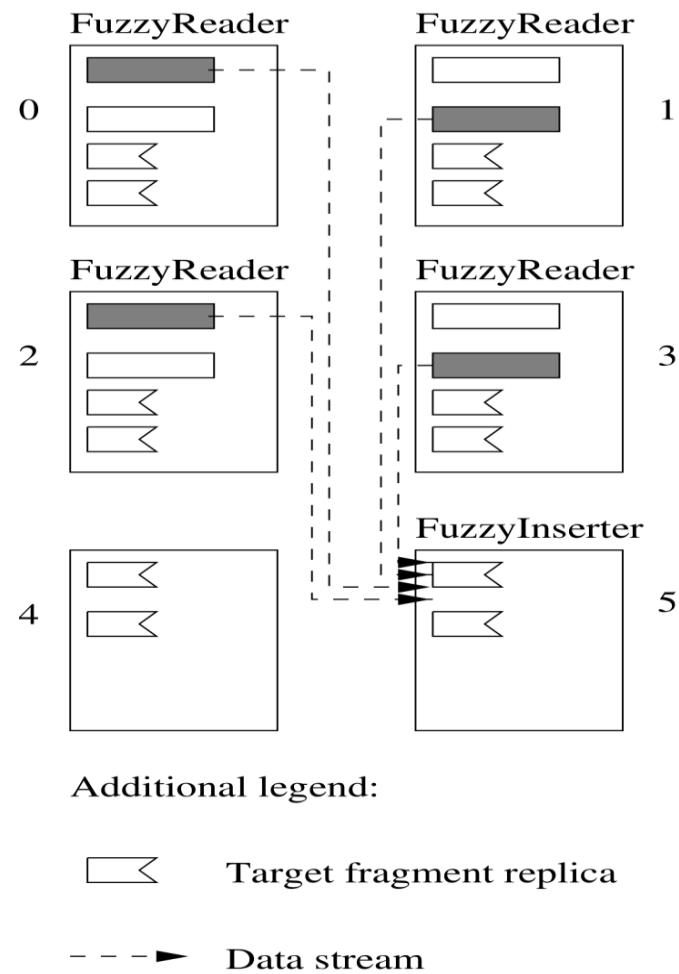 FuzzyReader FuzzyReader
0 1
FuzzyReader FuzzyReader
2 3
FuzzyInserter
4 5
Additional legend:
Target fragment replica
Data stream